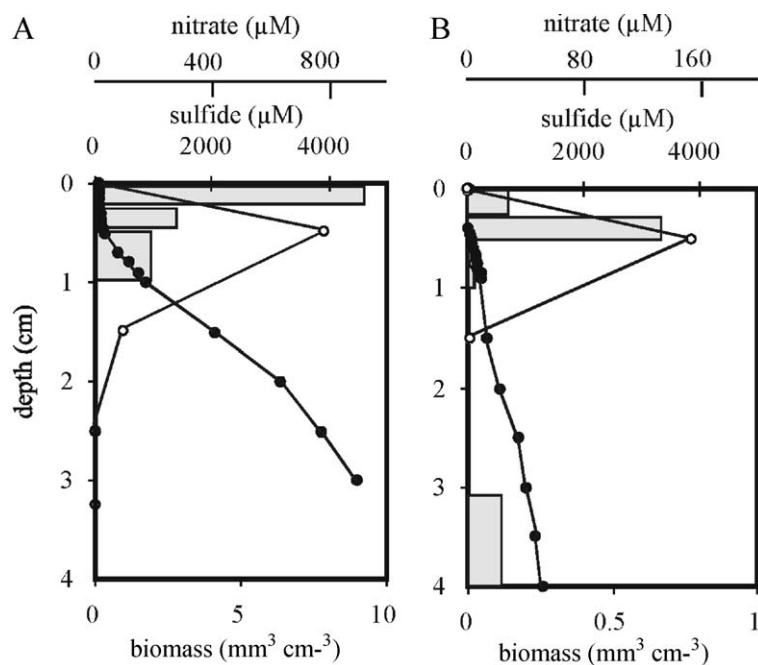 A
nitrate (µM)
0 400 800
sulfide (µM)
0 2000 4000
0
1
2
3
4
depth (cm)
0 5 10
biomass (mm³ cm-³)
B
nitrate (µM)
0 80 160
sulfide (µM)
0 2000 4000
0
1
2
3
4
0 0.5 1
biomass (mm³ cm-³)